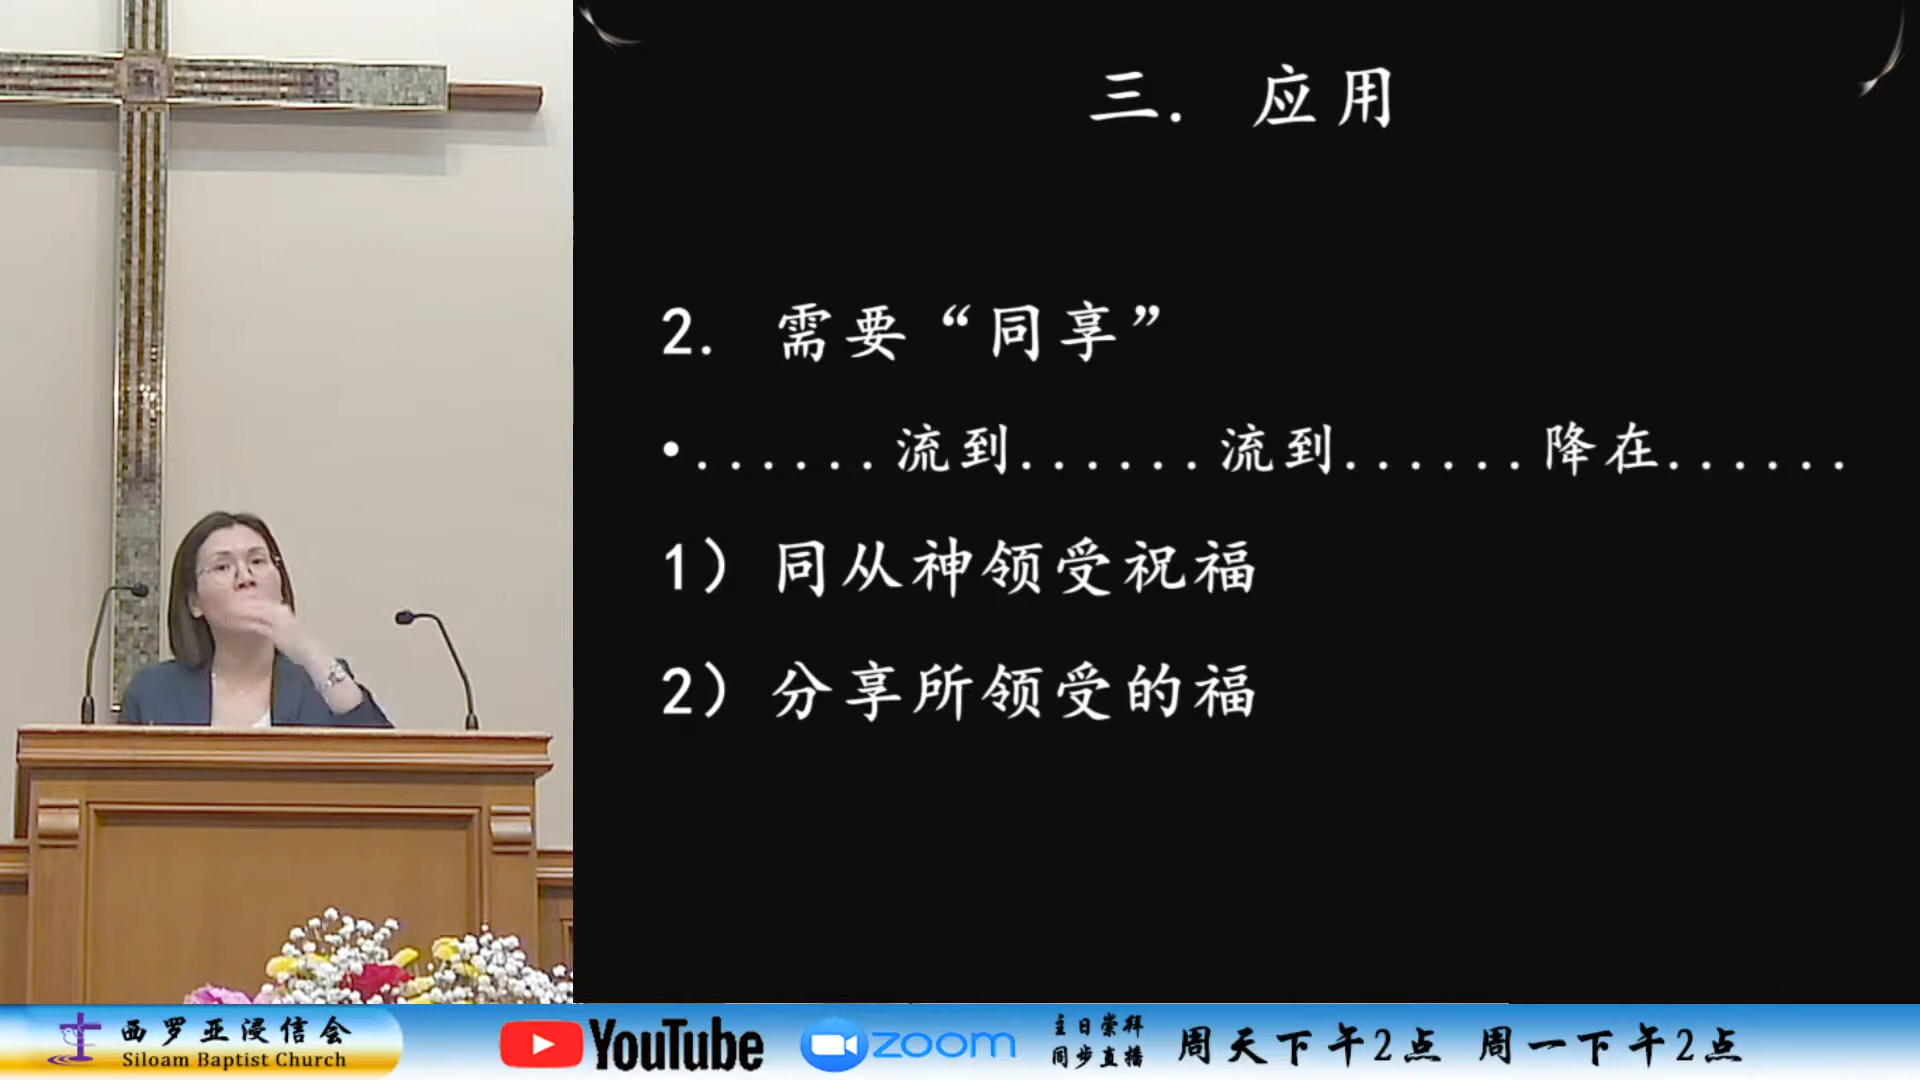 三. 应用
2. 需要“同享”
•......流到......流到......降在......
1）同从神领受祝福
2）分享所领受的福
西罗亚浸信会
Siloam Baptist Church
YouTube
zoom
主日崇拜
同步直播
周天下午2点 周一下午2点